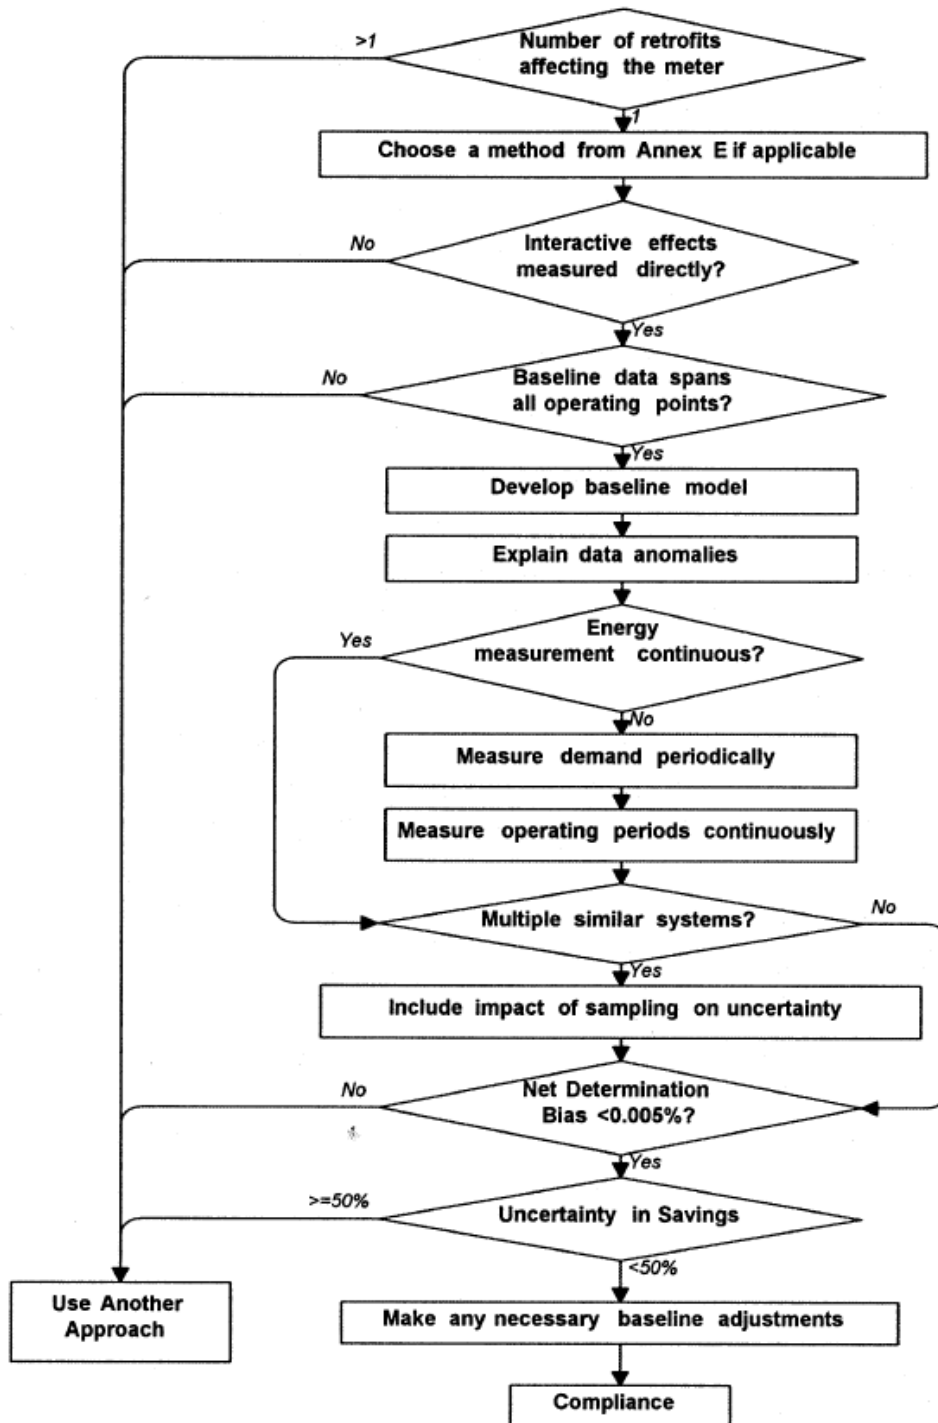 >1
Number of retrofits
affecting the meter
1
Choose a method from Annex E if applicable
No
Interactive effects
measured directly?
Yes
No
Baseline data spans
all operating points?
Yes
Develop baseline model
Explain data anomalies
Yes
Energy
measurement continuous?
No
Measure demand periodically
Measure operating periods continuously
Multiple similar systems?
No
Yes
Include impact of sampling on uncertainty
No
Net Determination
Bias <0.005%?
Yes
>=50%
Uncertainty in Savings
<50%
Use Another
Approach
Make any necessary baseline adjustments
Compliance